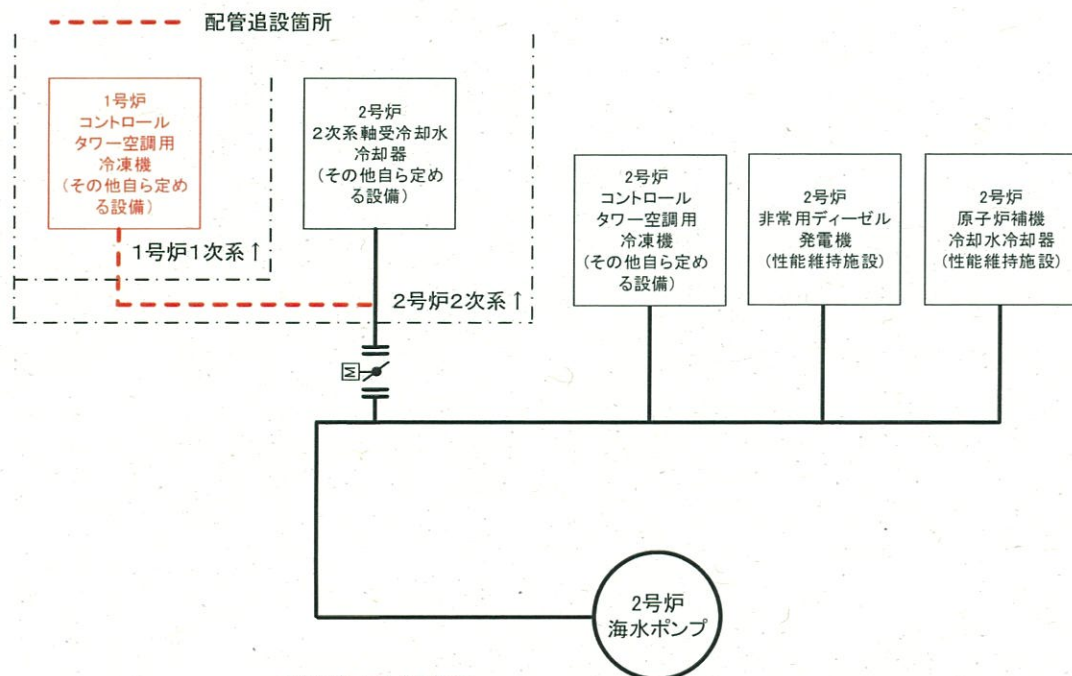 配管追設箇所
1号炉
コントロール
タワー空調用
冷凍機
(その他自ら定め
る設備)
2号炉
2次系軸受冷却水
冷却器
(その他自ら定め
る設備)
1号炉1次系↑
2号炉2次系↑
2号炉
コントロール
タワー空調用
冷凍機
(その他自ら定め
る設備)
2号炉
非常用ディーゼル
発電機
(性能維持施設)
2号炉
原子炉補機
冷却水冷却器
(性能維持施設)
M
2号炉
海水ポンプ